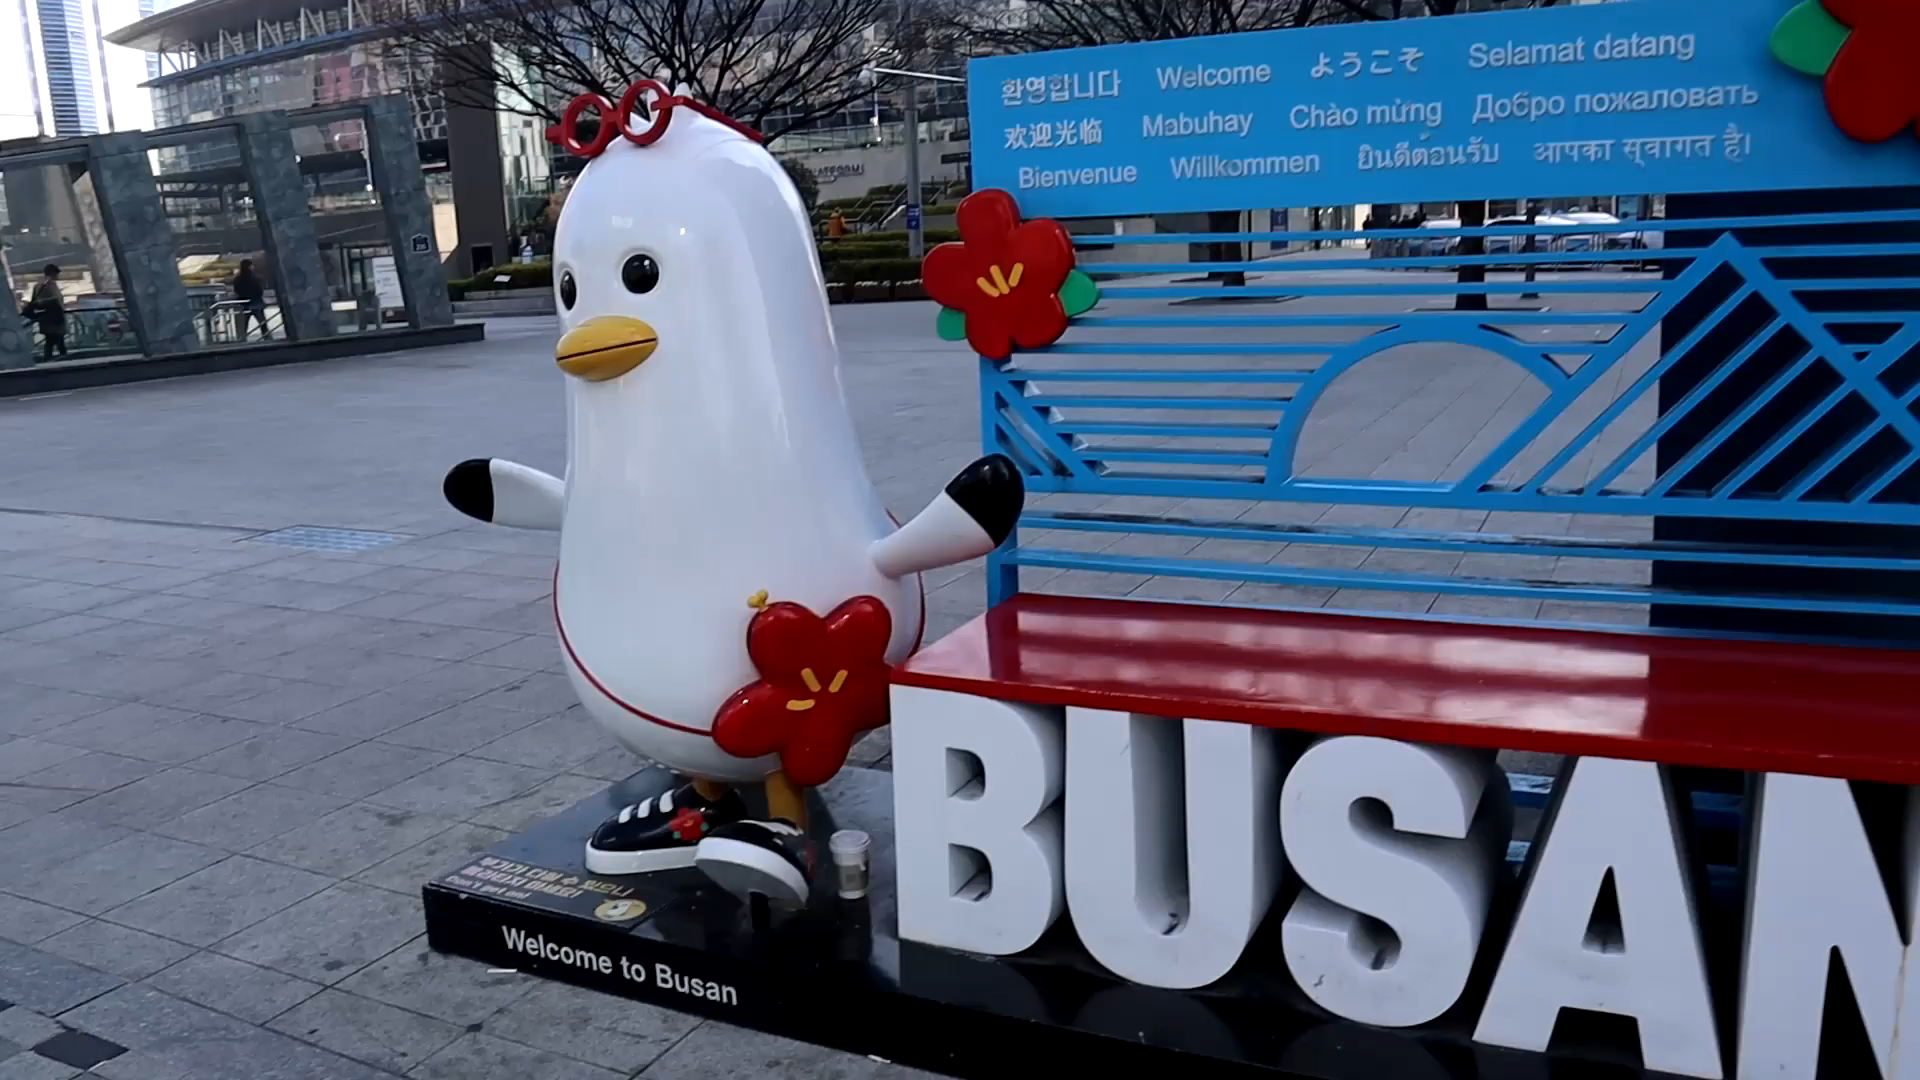 환영합니다 Welcome ようこそ Selamat datang
欢迎光临 Mabuhay Chào mừng Добро пожаловать
Bienvenue Willkommen ยินดีต้อนรับ आपका स्वागत है।
BUSAN
Welcome to Busan